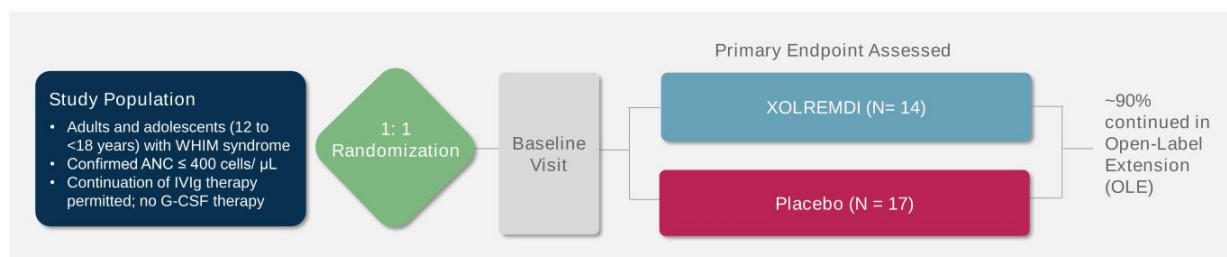 Primary Endpoint Assessed
Study Population
• Adults and adolescents (12 to
<18 years) with WHIM syndrome
• Confirmed ANC ≤ 400 cells/ μL
• Continuation of IVIg therapy
permitted; no G-CSF therapy
1: 1
Randomization
Baseline
Visit
XOLREMDI (N= 14)
Placebo (N = 17)
~90%
continued in
Open-Label
Extension
(OLE)